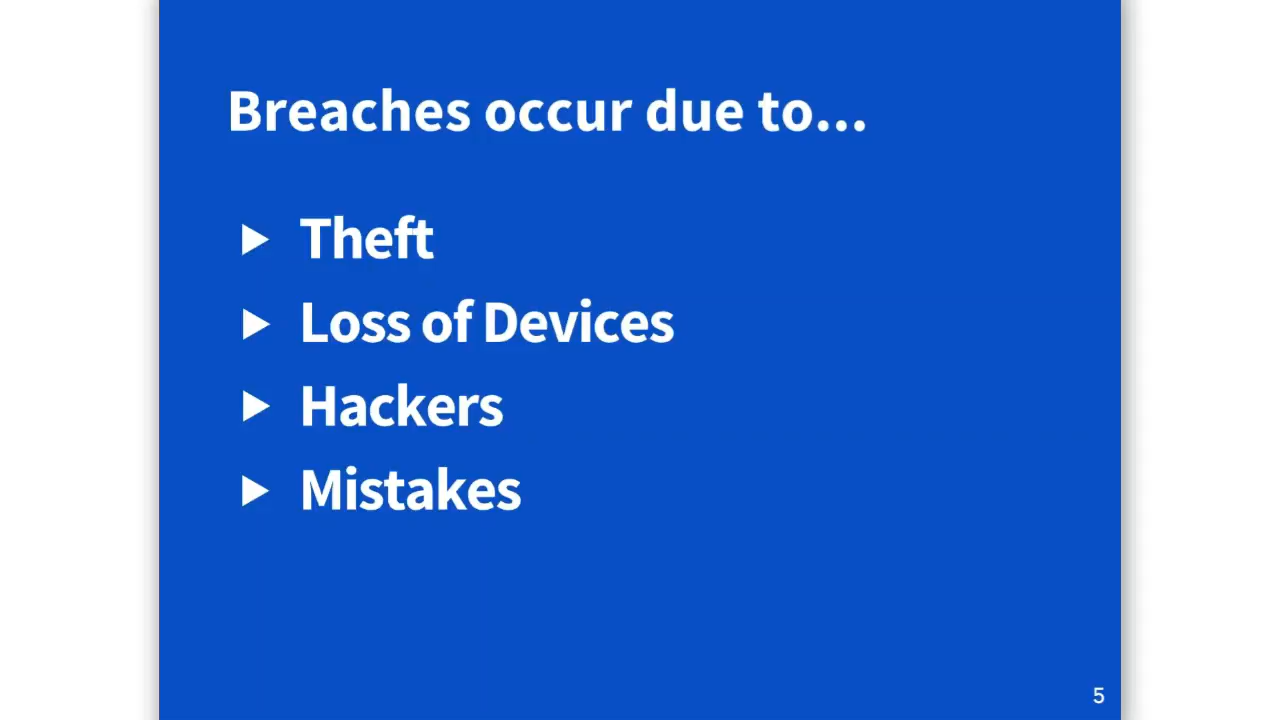 Breaches occur due to...
► Theft
► Loss of Devices
► Hackers
► Mistakes
5